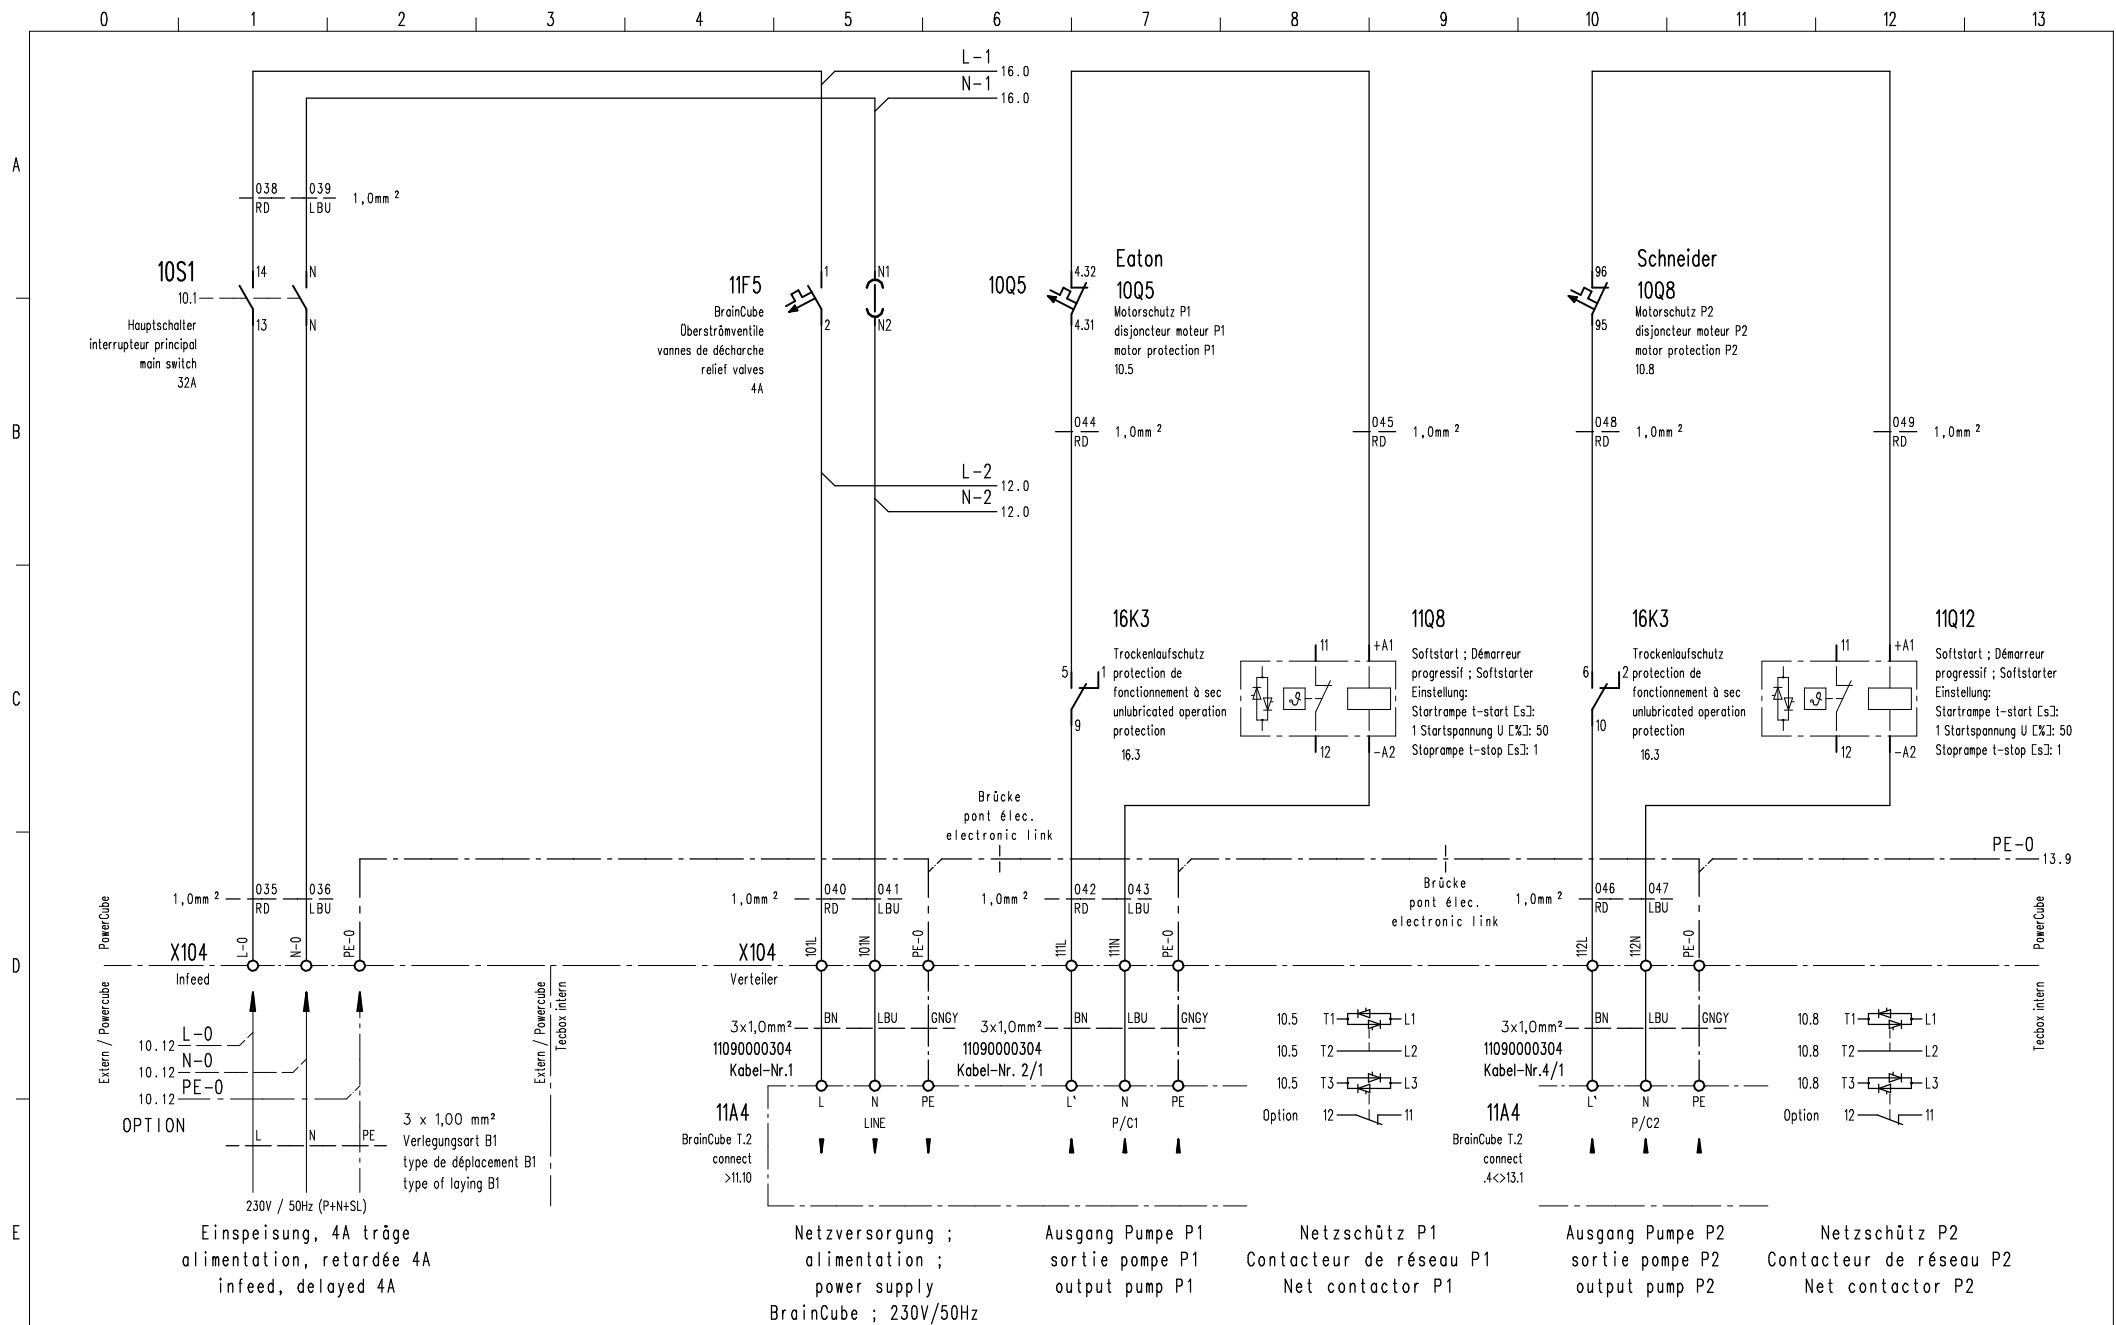 0 1 2 3 4 5 6 7 8 9 10 11 12 13
A
B
C
D
E
L-1 16.0
N-1 16.0
038 RD
039 LBU
1,0mm²
10S1
10.1
14 N
13 N
Hauptschalter
interrupteur principal
main switch
32A
11F5
BrainCube
Überströmventile
vannes de décharche
relief valves
4A
1 N1
2 N2
10Q5
4.32
4.31
Eaton
10Q5
Motorschutz P1
disjoncteur moteur P1
motor protection P1
10.5
96
95
Schneider
10Q8
Motorschutz P2
disjoncteur moteur P2
motor protection P2
10.8
044 RD 1,0mm²
045 RD 1,0mm²
048 RD 1,0mm²
049 RD 1,0mm²
L-2 12.0
N-2 12.0
16K3
5 1
9
Trockenlaufschutz
protection de
fonctionnement à sec
unlubricated operation
protection
16.3
11 +A1
12 -A2
11Q8
Softstart ; Démarreur
progressif ; Softstarter
Einstellung:
Startrampe t-start [s]:
1 Startspannung U [%]: 50
Stoprampe t-stop [s]: 1
16K3
6 2
10
Trockenlaufschutz
protection de
fonctionnement à sec
unlubricated operation
protection
16.3
11 +A1
12 -A2
11Q12
Softstart ; Démarreur
progressif ; Softstarter
Einstellung:
Startrampe t-start [s]:
1 Startspannung U [%]: 50
Stoprampe t-stop [s]: 1
Brücke
pont élec.
electronic link
PE-0 13.9
Brücke
pont élec.
electronic link
1,0mm² 035 RD 036 LBU
1,0mm² 040 RD 041 LBU
1,0mm² 042 RD 043 LBU
1,0mm² 046 RD 047 LBU
PowerCube
PowerCube
X104
Infeed
L-0 N-0 PE-0
X104
Verteiler
101L 101N PE-0
111L 111N PE-0
112L 112N PE-0
Extern / Powercube
Extern / Powercube
Tecbox intern
Tecbox intern
10.12 L-0
10.12 N-0
10.12 PE-0
OPTION
L N PE
3 x 1,00 mm²
Verlegungsart B1
type de déplacement B1
type of laying B1
230V / 50Hz (P+N+SL)
3x1,0mm² BN LBU GNGY
11090000304
Kabel-Nr.1
3x1,0mm² BN LBU GNGY
11090000304
Kabel-Nr. 2/1
3x1,0mm² BN LBU GNGY
11090000304
Kabel-Nr.4/1
10.5 T1 L1
10.5 T2 L2
10.5 T3 L3
Option 12 11
10.8 T1 L1
10.8 T2 L2
10.8 T3 L3
Option 12 11
11A4
BrainCube T.2
connect
>11.10
L N PE
LINE
L' N PE
P/C1
11A4
BrainCube T.2
connect
.4<>13.1
L' N PE
P/C2
Einspeisung, 4A träge
alimentation, retardée 4A
infeed, delayed 4A
Netzversorgung ;
alimentation ;
power supply
BrainCube ; 230V/50Hz
Ausgang Pumpe P1
sortie pompe P1
output pump P1
Netzschütz P1
Contacteur de réseau P1
Net contactor P1
Ausgang Pumpe P2
sortie pompe P2
output pump P2
Netzschütz P2
Contacteur de réseau P2
Net contactor P2